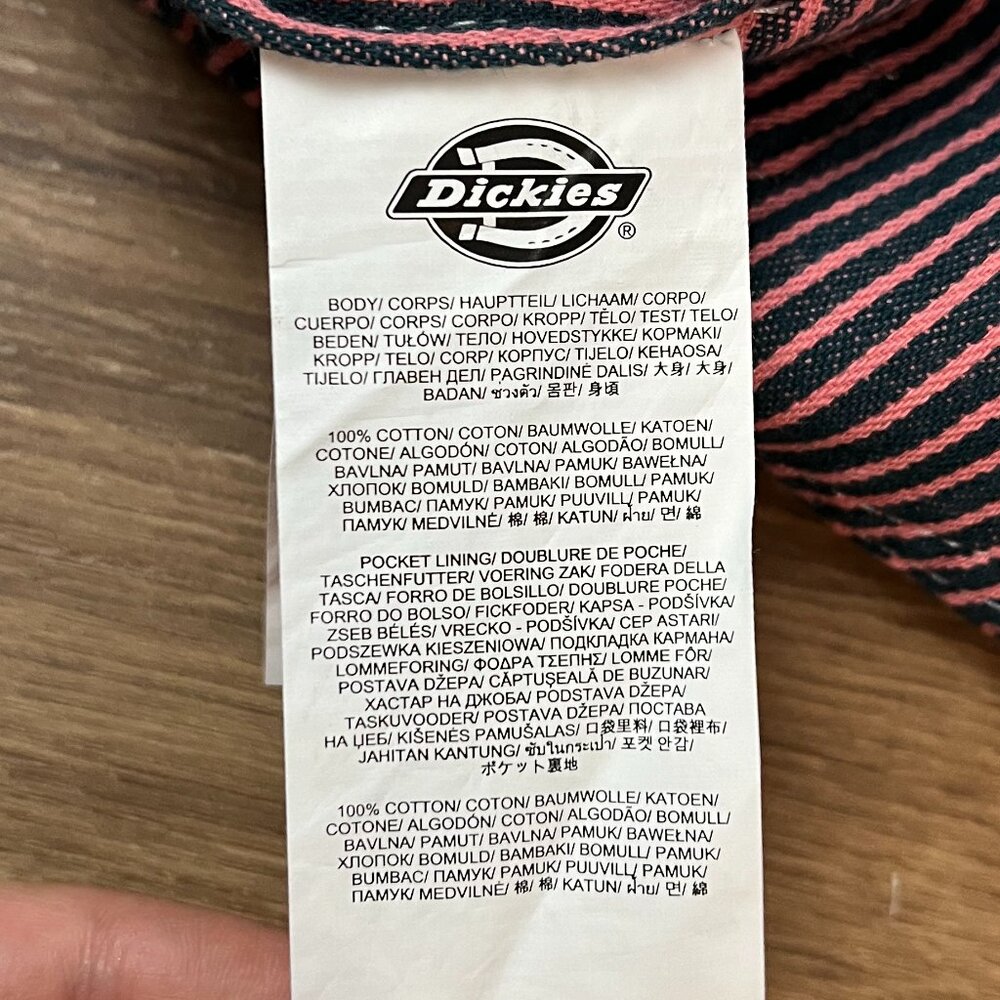 Dickies
®
BODY/ CORPS/ HAUPTTEIL/ LICHAAM/ CORPO/
CUERPO/ CORPS/ CORPO/ KROPP/ TĚLO/ TEST/ TELO/
BEDEN/ TUŁÓW/ ТЕЛО/ HOVEDSTYKKE/ ΚΟΡΜΑΚΙ/
KROPP/ TELO/ CORP/ КОРПУС/ TIJELO/ KEHAOSA/
TIJELO/ ГЛАВЕН ДЕЛ/ PAGRINDINĖ DALIS/ 大身/ 大身/
BADAN/ ช่วงตัว/ 몸판/ 身頃
100% COTTON/ COTON/ BAUMWOLLE/ KATOEN/
COTONE/ ALGODÓN/ COTON/ ALGODÃO/ BOMULL/
BAVLNA/ PAMUT/ BAVLNA/ PAMUK/ BAWEŁNA/
ХЛОПОК/ BOMULD/ ΒΑΜΒΑΚΙ/ BOMULL/ PAMUK/
BUMBAC/ ПАМУК/ PAMUK/ PUUVILL/ PAMUK/
ПАМУК/ MEDVILNĖ/ 棉/ 棉/ KATUN/ ฝ้าย/ 면/ 綿
POCKET LINING/ DOUBLURE DE POCHE/
TASCHENFUTTER/ VOERING ZAK/ FODERA DELLA
TASCA/ FORRO DE BOLSILLO/ DOUBLURE POCHE/
FORRO DO BOLSO/ FICKFODER/ KAPSA - PODŠÍVKA/
ZSEB BÉLÉS/ VRECKO - PODŠÍVKA/ CEP ASTARI/
PODSZEWKA KIESZENIOWA/ ПОДКЛАДКА КАРМАНА/
LOMMEFORING/ ΦΟΔΡΑ ΤΣΕΠΗΣ/ LOMME FÔR/
POSTAVA DŽEPA/ CĂPTUŞEALĂ DE BUZUNAR/
ХАСТАР НА ДЖОБА/ PODSTAVA DŽEPA/
TASKUVOODER/ POSTAVA DŽEPA/ ПОСТАВА
НА ЏЕБ/ KIŠENĖS PAMUŠALAS/ 口袋里料/ 口袋裡布/
JAHITAN KANTUNG/ ซับในกระเป๋า/ 포켓 안감/
ポケット裏地
100% COTTON/ COTON/ BAUMWOLLE/ KATOEN/
COTONE/ ALGODÓN/ COTON/ ALGODÃO/ BOMULL/
BAVLNA/ PAMUT/ BAVLNA/ PAMUK/ BAWEŁNA/
ХЛОПОК/ BOMULD/ ΒΑΜΒΑΚΙ/ BOMULL/ PAMUK/
BUMBAC/ ПАМУК/ PAMUK/ PUUVILL/ PAMUK/
ПАМУК/ MEDVILNĖ/ 棉/ 棉/ KATUN/ ฝ้าย/ 면/ 綿